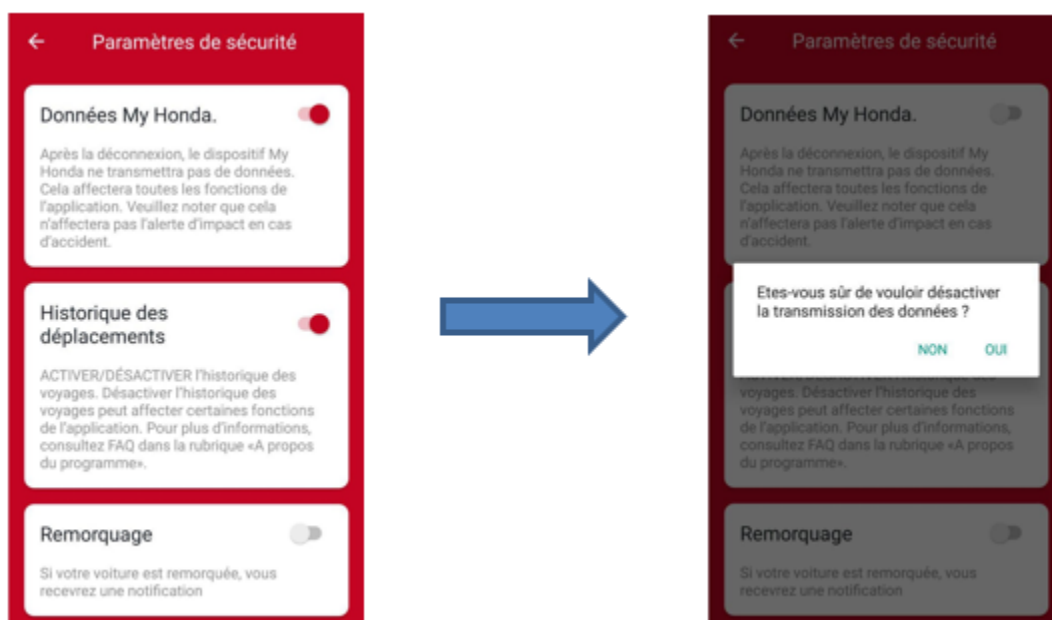 Paramètres de sécurité
Données My Honda.
Après la déconnexion, le dispositif My
Honda ne transmettra pas de données.
Cela affectera toutes les fonctions de
l'application. Veuillez noter que cela
n'affectera pas l'alerte d'impact en cas
d'accident.
Historique des
déplacements
ACTIVER/DÉSACTIVER l'historique des
voyages. Désactiver l'historique des
voyages peut affecter certaines fonctions
de l'application. Pour plus d'informations,
consultez FAQ dans la rubrique «A propos
du programme».
Remorquage
Si votre voiture est remorquée, vous
recevrez une notification
Paramètres de sécurité
Données My Honda.
Après la déconnexion, le dispositif My
Honda ne transmettra pas de données.
Cela affectera toutes les fonctions de
l'application. Veuillez noter que cela
n'affectera pas l'alerte d'impact en cas
d'accident.
Etes-vous sûr de vouloir désactiver
la transmission des données ?
NON OUI
voyages. Désactiver l'historique des
voyages peut affecter certaines fonctions
de l'application. Pour plus d'informations,
consultez FAQ dans la rubrique «A propos
du programme».
Remorquage
Si votre voiture est remorquée, vous
recevrez une notification